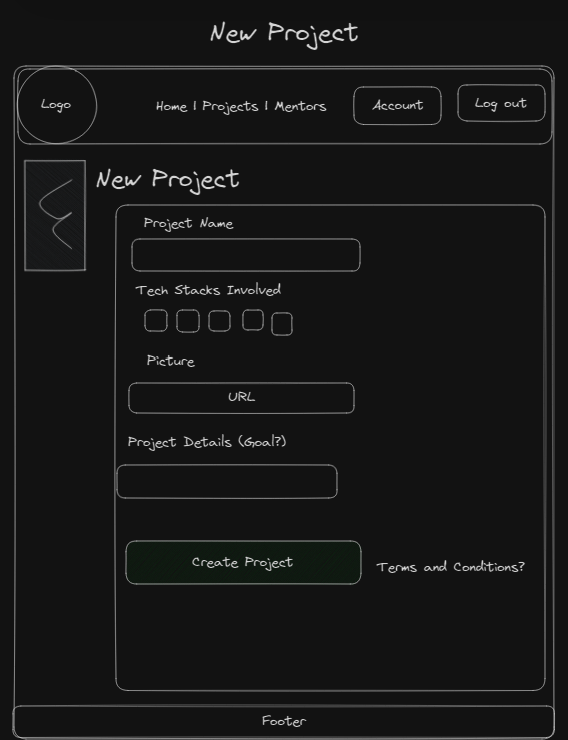 New Project
Logo
Home | Projects | Mentors
Account
Log out
New Project
Project Name
Tech Stacks Involved
Picture
URL
Project Details (Goal?)
Create Project
Terms and Conditions?
Footer